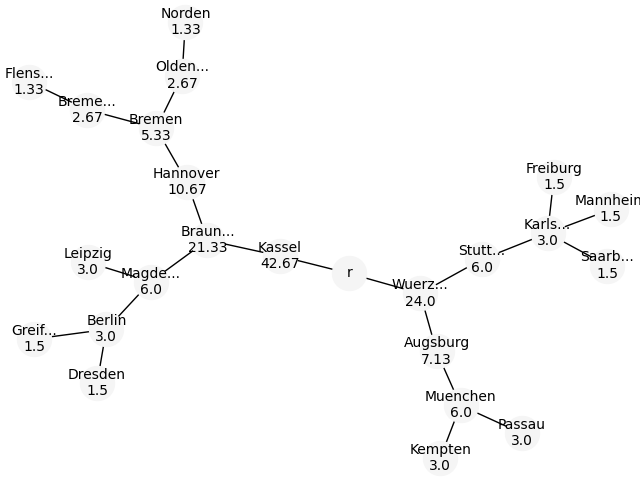 Norden
1.33
Olden...
2.67
Flens...
1.33
Breme...
2.67
Bremen
5.33
Hannover
10.67
Braun...
21.33
Kassel
42.67
r
Leipzig
3.0
Magde...
6.0
Berlin
3.0
Greif...
1.5
Dresden
1.5
Wuerz...
24.0
Stutt...
6.0
Karls...
3.0
Freiburg
1.5
Mannheim
1.5
Saarb...
1.5
Augsburg
7.13
Muenchen
6.0
Passau
3.0
Kempten
3.0